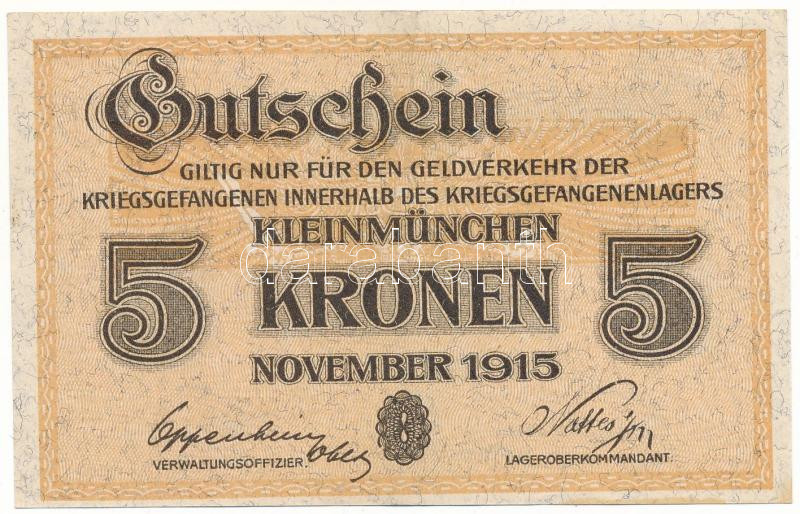 Gutschein
GILTIG NUR FÜR DEN GELDVERKEHR DER
KRIEGSGEFANGENEN INNERHALB DES KRIEGSGEFANGENENLAGERS
KLEINMÜNCHEN
5 KRONEN 5
NOVEMBER 1915
VERWALTUNGSOFFIZIER. LAGEROBERKOMMANDANT.